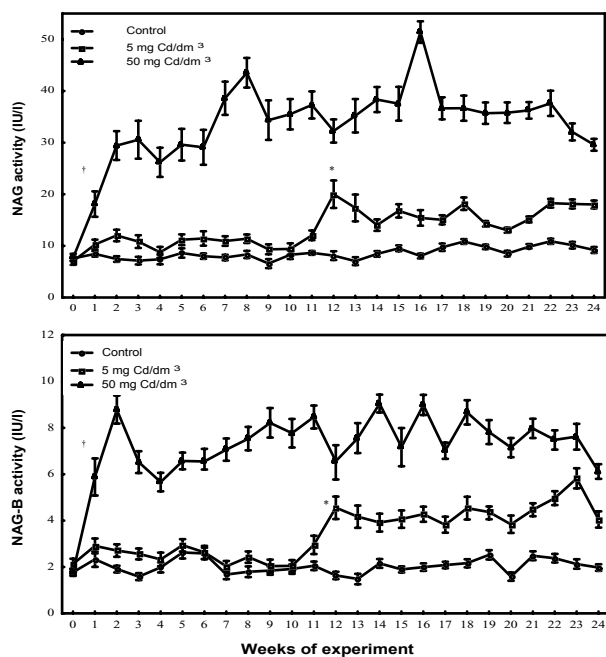 NAG activity (IU/l)
50
40
30
20
10
0
Control
5 mg Cd/dm ³
50 mg Cd/dm ³
†
*
0 1 2 3 4 5 6 7 8 9 10 11 12 13 14 15 16 17 18 19 20 21 22 23 24
NAG-B activity (IU/l)
12
10
8
6
4
2
0
Control
5 mg Cd/dm ³
50 mg Cd/dm ³
†
*
0 1 2 3 4 5 6 7 8 9 10 11 12 13 14 15 16 17 18 19 20 21 22 23 24
Weeks of experiment